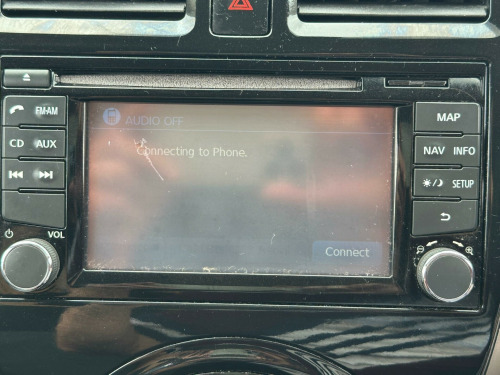 FM·AM
MAP
AUDIO OFF
CD AUX
Connecting to Phone.
NAV INFO
SETUP
VOL
Connect